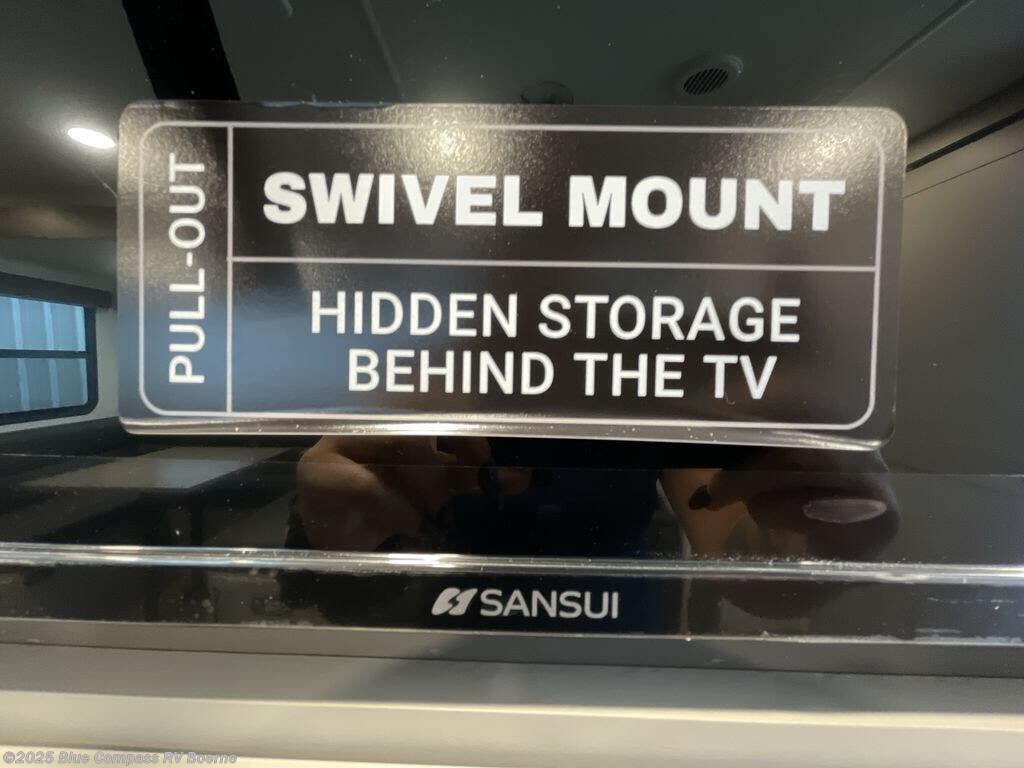 PULL-OUT
SWIVEL MOUNT
HIDDEN STORAGE
BEHIND THE TV
SANSUI
©2025 Blue Compass RV Boerne